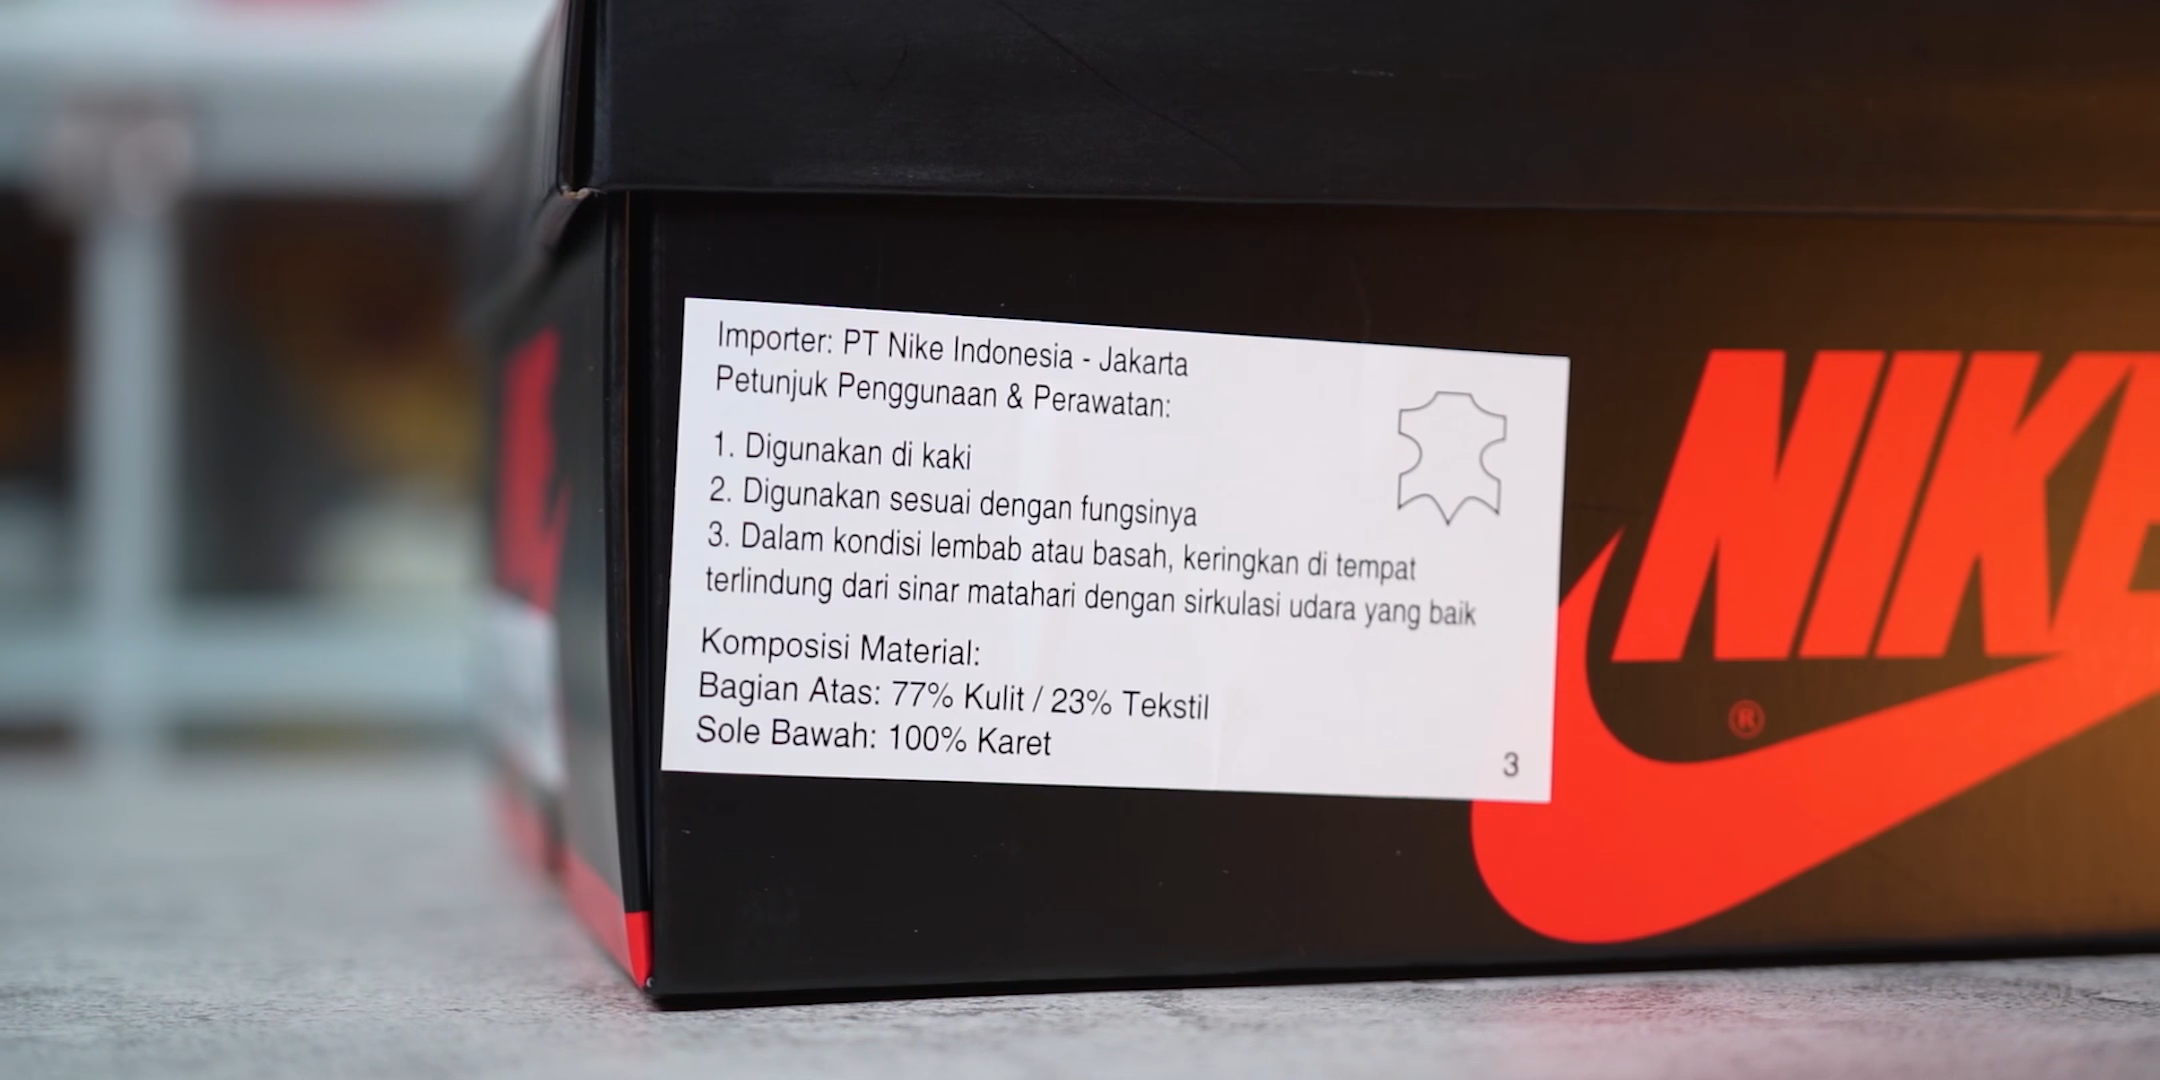 Importer: PT Nike Indonesia - Jakarta
Petunjuk Penggunaan & Perawatan:
1. Digunakan di kaki
2. Digunakan sesuai dengan fungsinya
3. Dalam kondisi lembab atau basah, keringkan di tempat
terlindung dari sinar matahari dengan sirkulasi udara yang baik
Komposisi Material:
Bagian Atas: 77% Kulit / 23% Tekstil
Sole Bawah: 100% Karet
3
NIKE
®